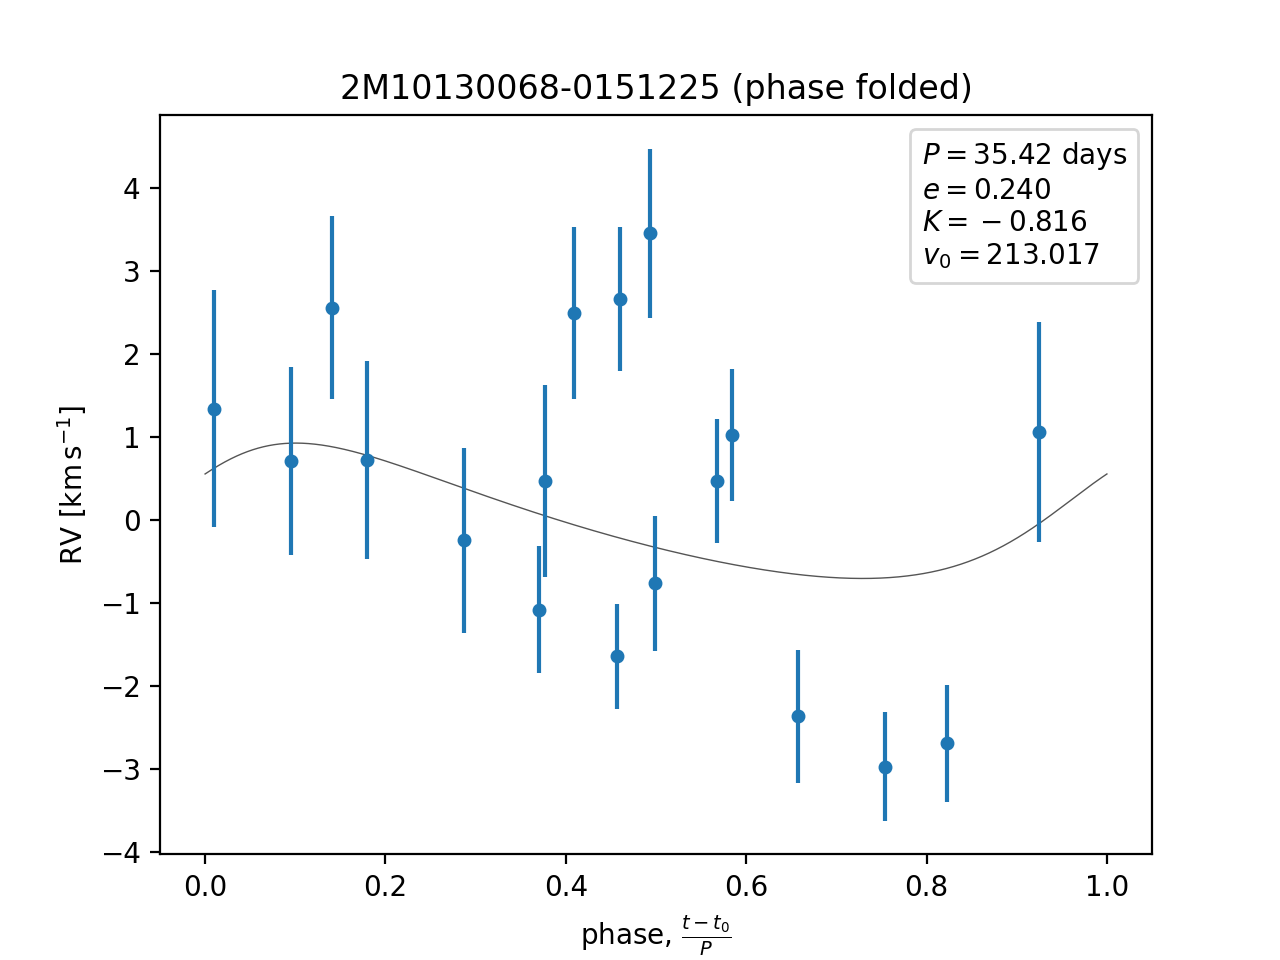 2M10130068-0151225 (phase folded)
P = 35.42 days
e = 0.240
K = −0.816
v₀ = 213.017
RV [km s⁻¹]
4
3
2
1
0
−1
−2
−3
−4
0.0 0.2 0.4 0.6 0.8 1.0
phase, (t − t₀)/P